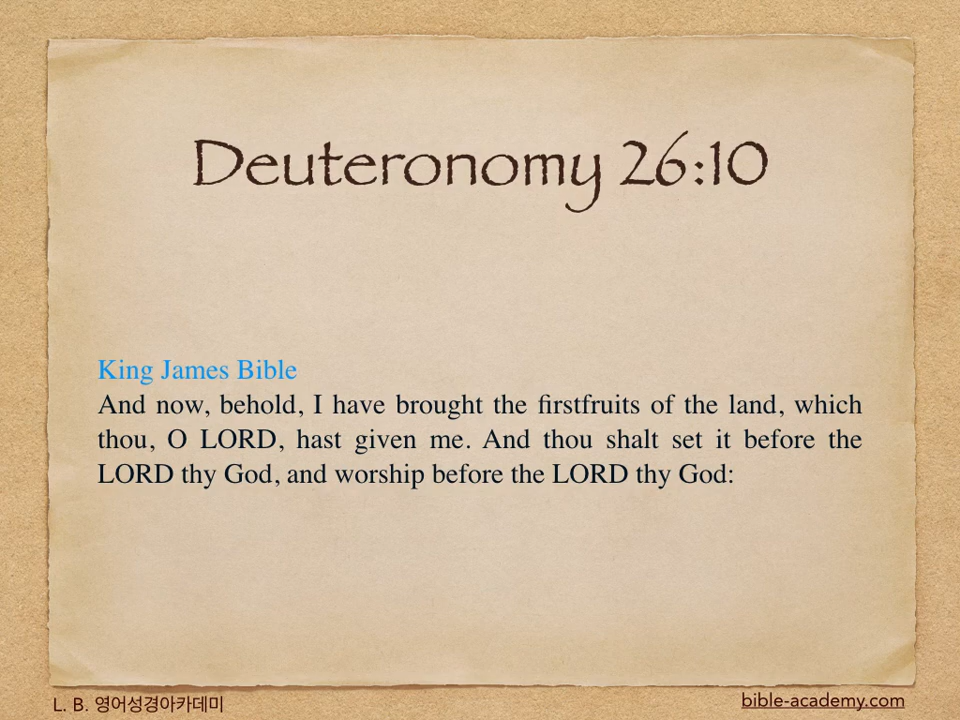 Deuteronomy 26:10
King James Bible
And now, behold, I have brought the firstfruits of the land, which
thou, O LORD, hast given me. And thou shalt set it before the
LORD thy God, and worship before the LORD thy God:
L. B. 영어성경아카데미
bible-academy.com